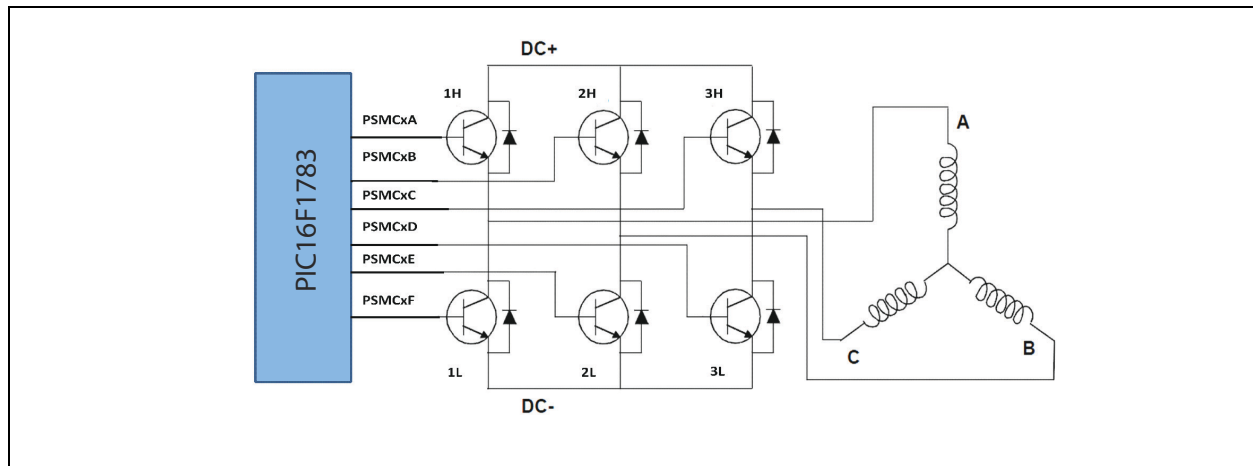 DC+
1H
2H
3H
PSMCxA
PSMCxB
PSMCxC
PSMCxD
PSMCxE
PSMCxF
PIC16F1783
A
B
C
1L
2L
3L
DC-